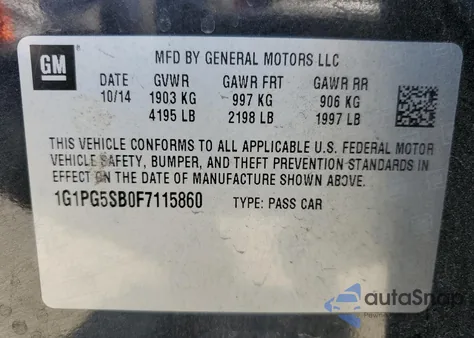 GM
MFD BY GENERAL MOTORS LLC
DATE GVWR GAWR FRT GAWR RR
10/14 1903 KG 997 KG 906 KG
4195 LB 2198 LB 1997 LB
THIS VEHICLE CONFORMS TO ALL APPLICABLE U.S. FEDERAL MOTOR
VEHICLE SAFETY, BUMPER, AND THEFT PREVENTION STANDARDS IN
EFFECT ON THE DATE OF MANUFACTURE SHOWN ABOVE.
1G1PG5SB0F7115860 TYPE: PASS CAR
autoSnap